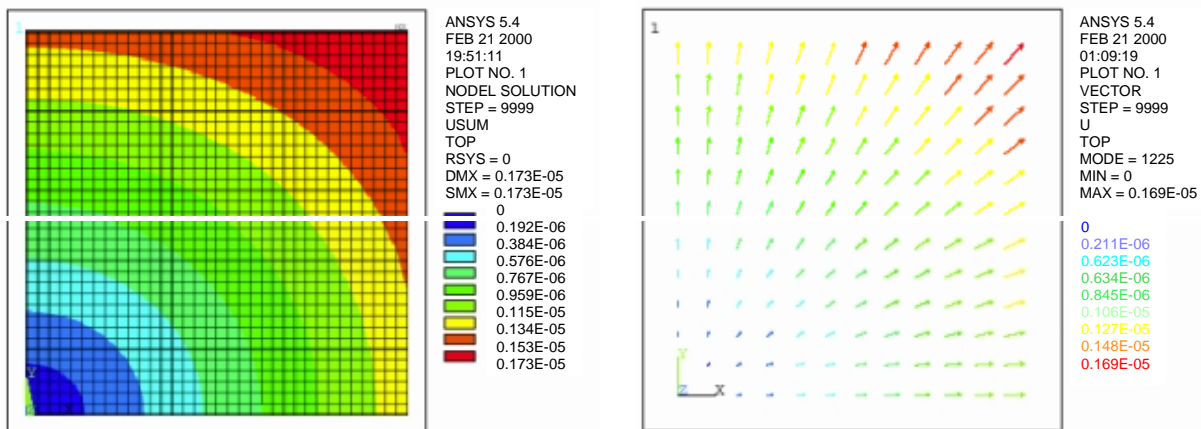 1
MX
ANSYS 5.4
FEB 21 2000
19:51:11
PLOT NO. 1
NODEL SOLUTION
STEP = 9999
USUM
TOP
RSYS = 0
DMX = 0.173E-05
SMX = 0.173E-05
0
0.192E-06
0.384E-06
0.576E-06
0.767E-06
0.959E-06
0.115E-05
0.134E-05
0.153E-05
0.173E-05
Y
1
Y
Z X
ANSYS 5.4
FEB 21 2000
01:09:19
PLOT NO. 1
VECTOR
STEP = 9999
U
TOP
MODE = 1225
MIN = 0
MAX = 0.169E-05
0
0.211E-06
0.623E-06
0.634E-06
0.845E-06
0.106E-05
0.127E-05
0.148E-05
0.169E-05